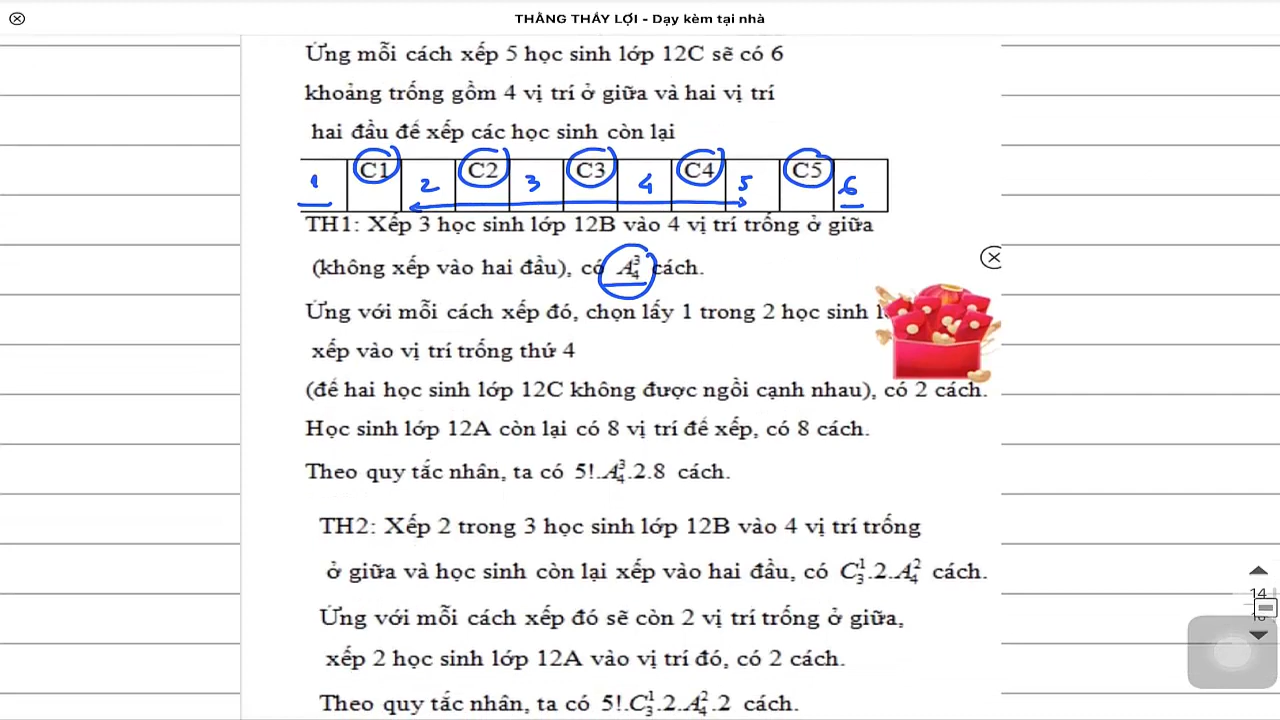 THẰNG THẦY LỢI - Dạy kèm tại nhà
Ứng mỗi cách xếp 5 học sinh lớp 12C sẽ có 6
khoảng trống gồm 4 vị trí ở giữa và hai vị trí
hai đầu để xếp các học sinh còn lại
1 C1 2 C2 3 C3 4 C4 5 C5 6
TH1: Xếp 3 học sinh lớp 12B vào 4 vị trí trống ở giữa
(không xếp vào hai đầu), có A₄³ cách.
Ứng với mỗi cách xếp đó, chọn lấy 1 trong 2 học sinh
xếp vào vị trí trống thứ 4
(để hai học sinh lớp 12C không được ngồi cạnh nhau), có 2 cách.
Học sinh lớp 12A còn lại có 8 vị trí để xếp, có 8 cách.
Theo quy tắc nhân, ta có 5!.A₄³.2.8 cách.
TH2: Xếp 2 trong 3 học sinh lớp 12B vào 4 vị trí trống
ở giữa và học sinh còn lại xếp vào hai đầu, có C₃¹.2.A₄² cách.
Ứng với mỗi cách xếp đó sẽ còn 2 vị trí trống ở giữa,
xếp 2 học sinh lớp 12A vào vị trí đó, có 2 cách.
Theo quy tắc nhân, ta có 5!.C₃¹.2.A₄².2 cách.
14